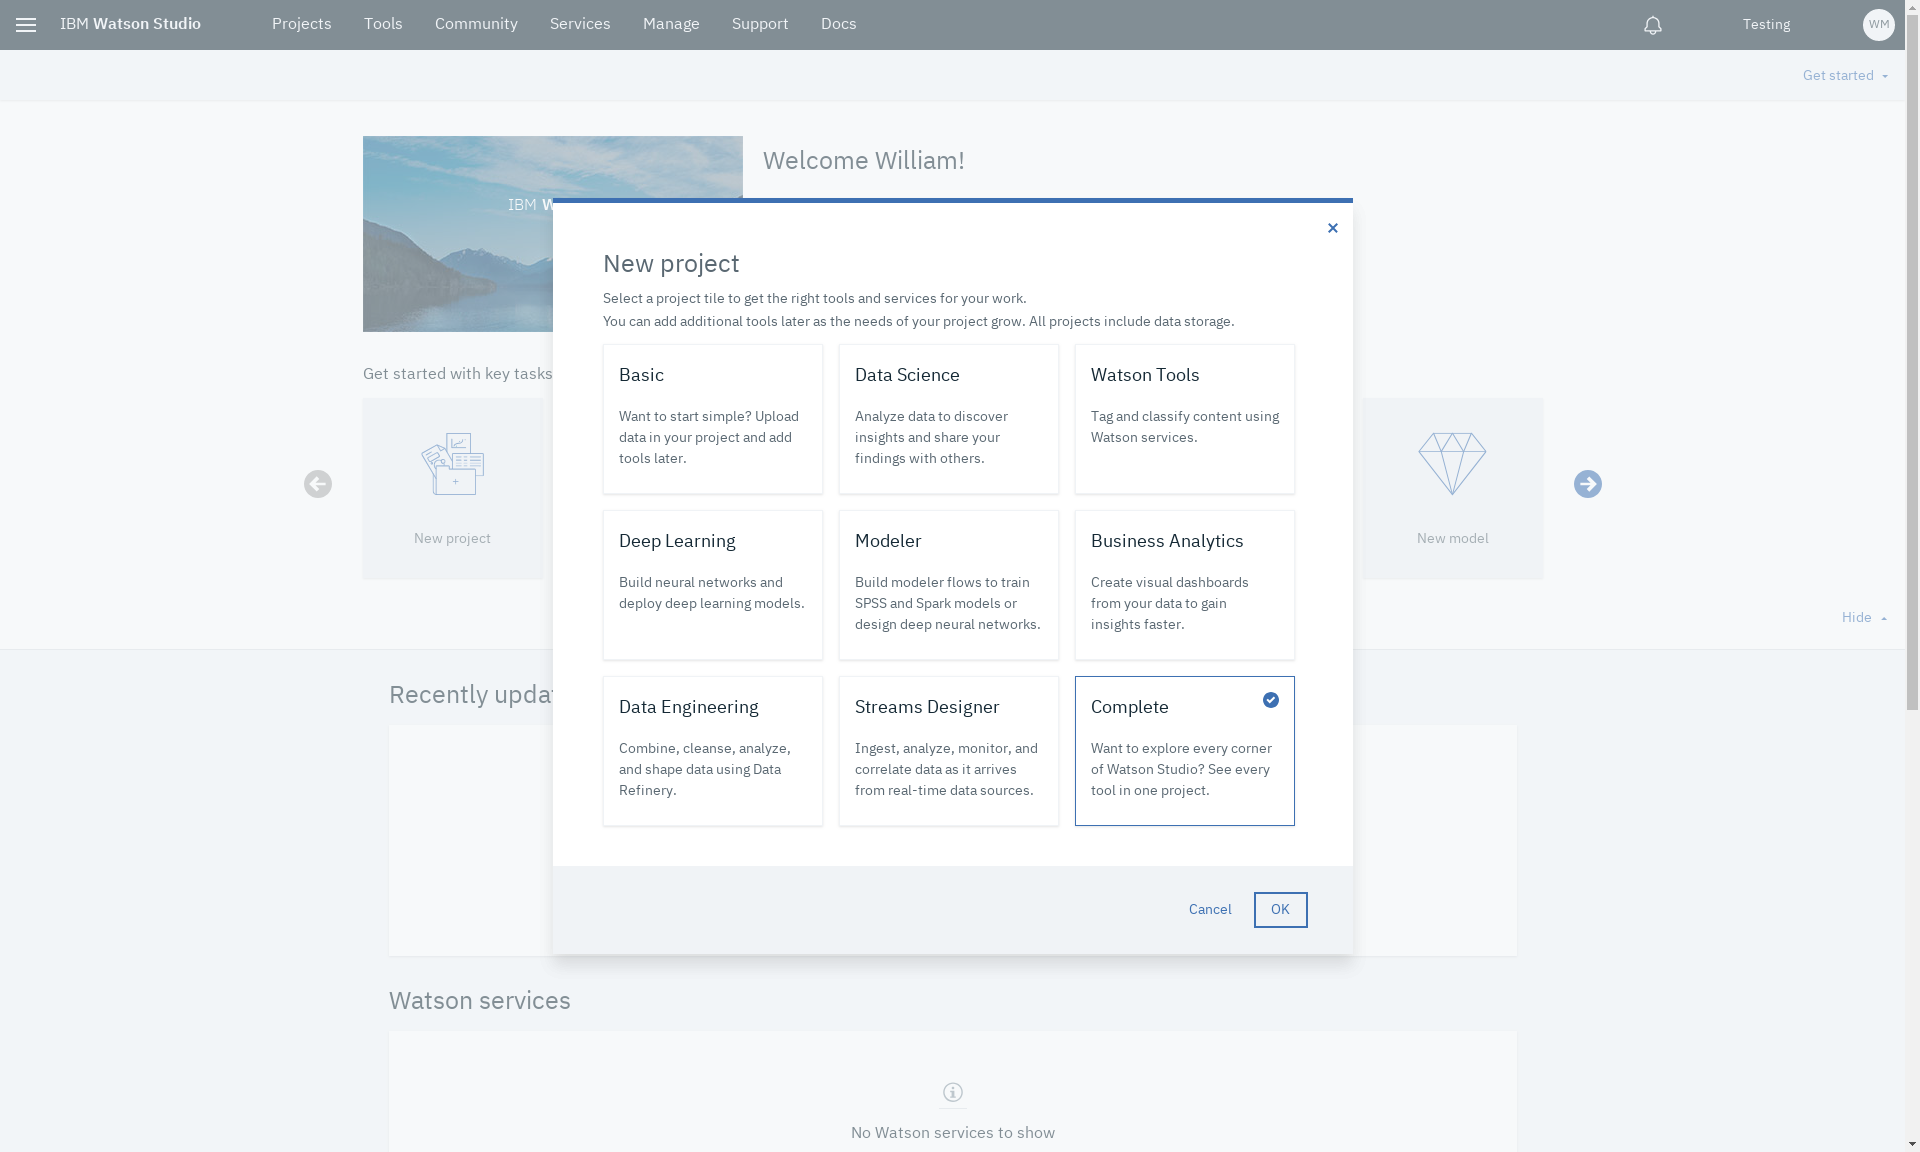 IBM Watson Studio
Projects
Tools
Community
Services
Manage
Support
Docs
Testing
WM
Get started
Welcome William!
IBM W
Get started with key tasks
New project
New model
Hide
Recently updat
New project
Select a project tile to get the right tools and services for your work.
You can add additional tools later as the needs of your project grow. All projects include data storage.
Basic
Want to start simple? Upload
data in your project and add
tools later.
Data Science
Analyze data to discover
insights and share your
findings with others.
Watson Tools
Tag and classify content using
Watson services.
Deep Learning
Build neural networks and
deploy deep learning models.
Modeler
Build modeler flows to train
SPSS and Spark models or
design deep neural networks.
Business Analytics
Create visual dashboards
from your data to gain
insights faster.
Data Engineering
Combine, cleanse, analyze,
and shape data using Data
Refinery.
Streams Designer
Ingest, analyze, monitor, and
correlate data as it arrives
from real-time data sources.
Complete
Want to explore every corner
of Watson Studio? See every
tool in one project.
Cancel
OK
Watson services
No Watson services to show